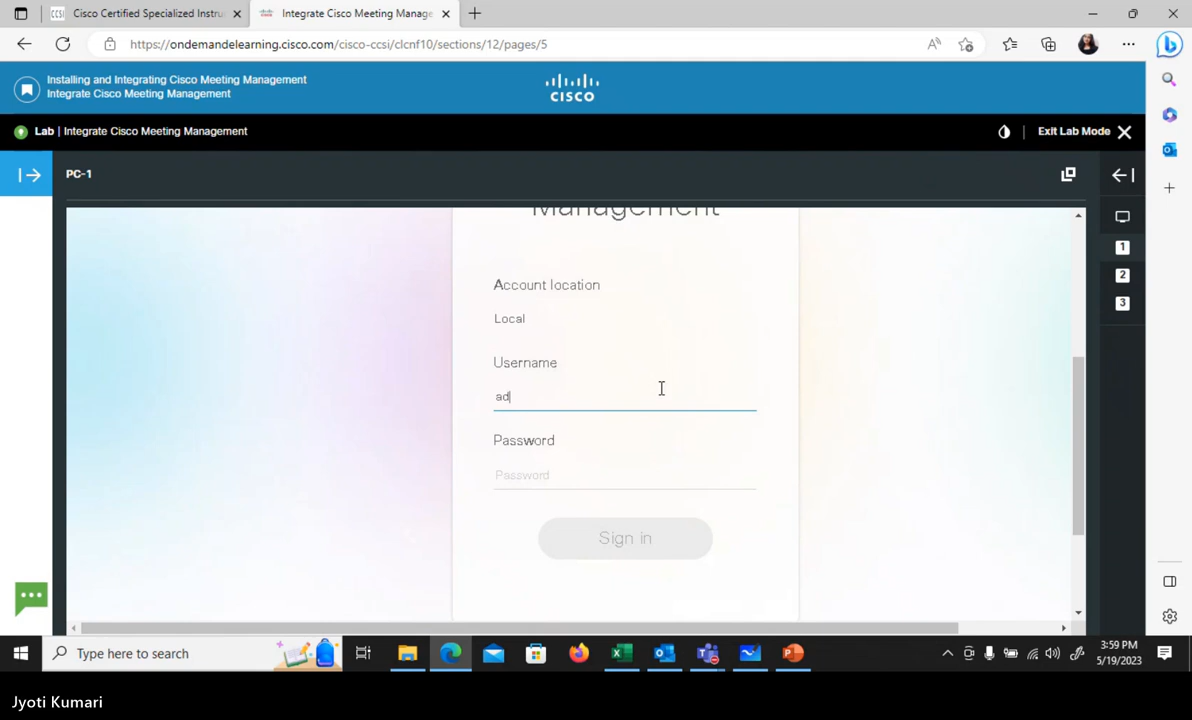 Cisco Certified Specialized Instru
Integrate Cisco Meeting Manage
https://ondemandelearning.cisco.com/cisco-ccsi/clcnf10/sections/12/pages/5
Installing and Integrating Cisco Meeting Management
Integrate Cisco Meeting Management
CISCO
Lab | Integrate Cisco Meeting Management
Exit Lab Mode
PC-1
Management
Account location
Local
Username
ad
Password
Password
Sign in
1
2
3
Type here to search
3:59 PM
5/19/2023
Jyoti Kumari